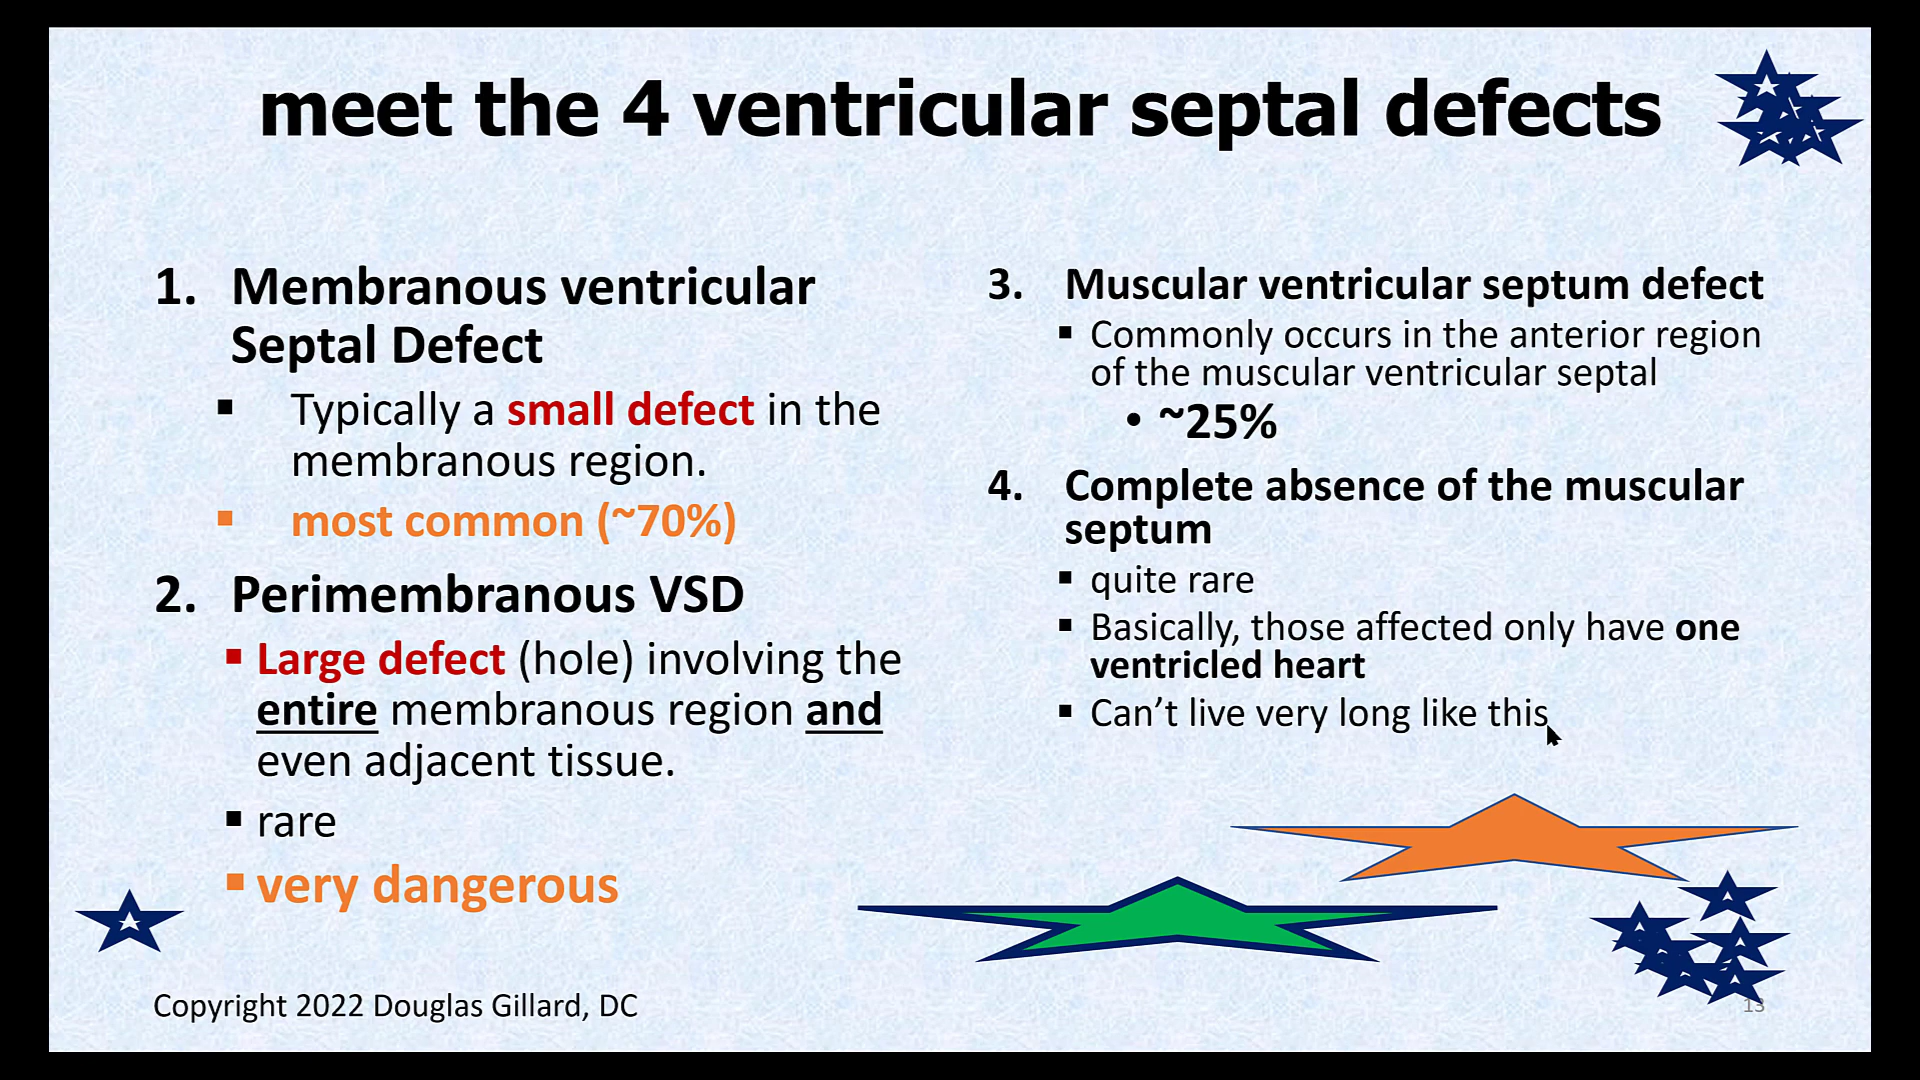 meet the 4 ventricular septal defects
1. Membranous ventricular
Septal Defect
▪ Typically a small defect in the
membranous region.
▪ most common (~70%)
2. Perimembranous VSD
▪ Large defect (hole) involving the
entire membranous region and
even adjacent tissue.
▪ rare
▪ very dangerous
3. Muscular ventricular septum defect
▪ Commonly occurs in the anterior region
of the muscular ventricular septal
• ~25%
4. Complete absence of the muscular
septum
▪ quite rare
▪ Basically, those affected only have one
ventricled heart
▪ Can’t live very long like this
Copyright 2022 Douglas Gillard, DC
13